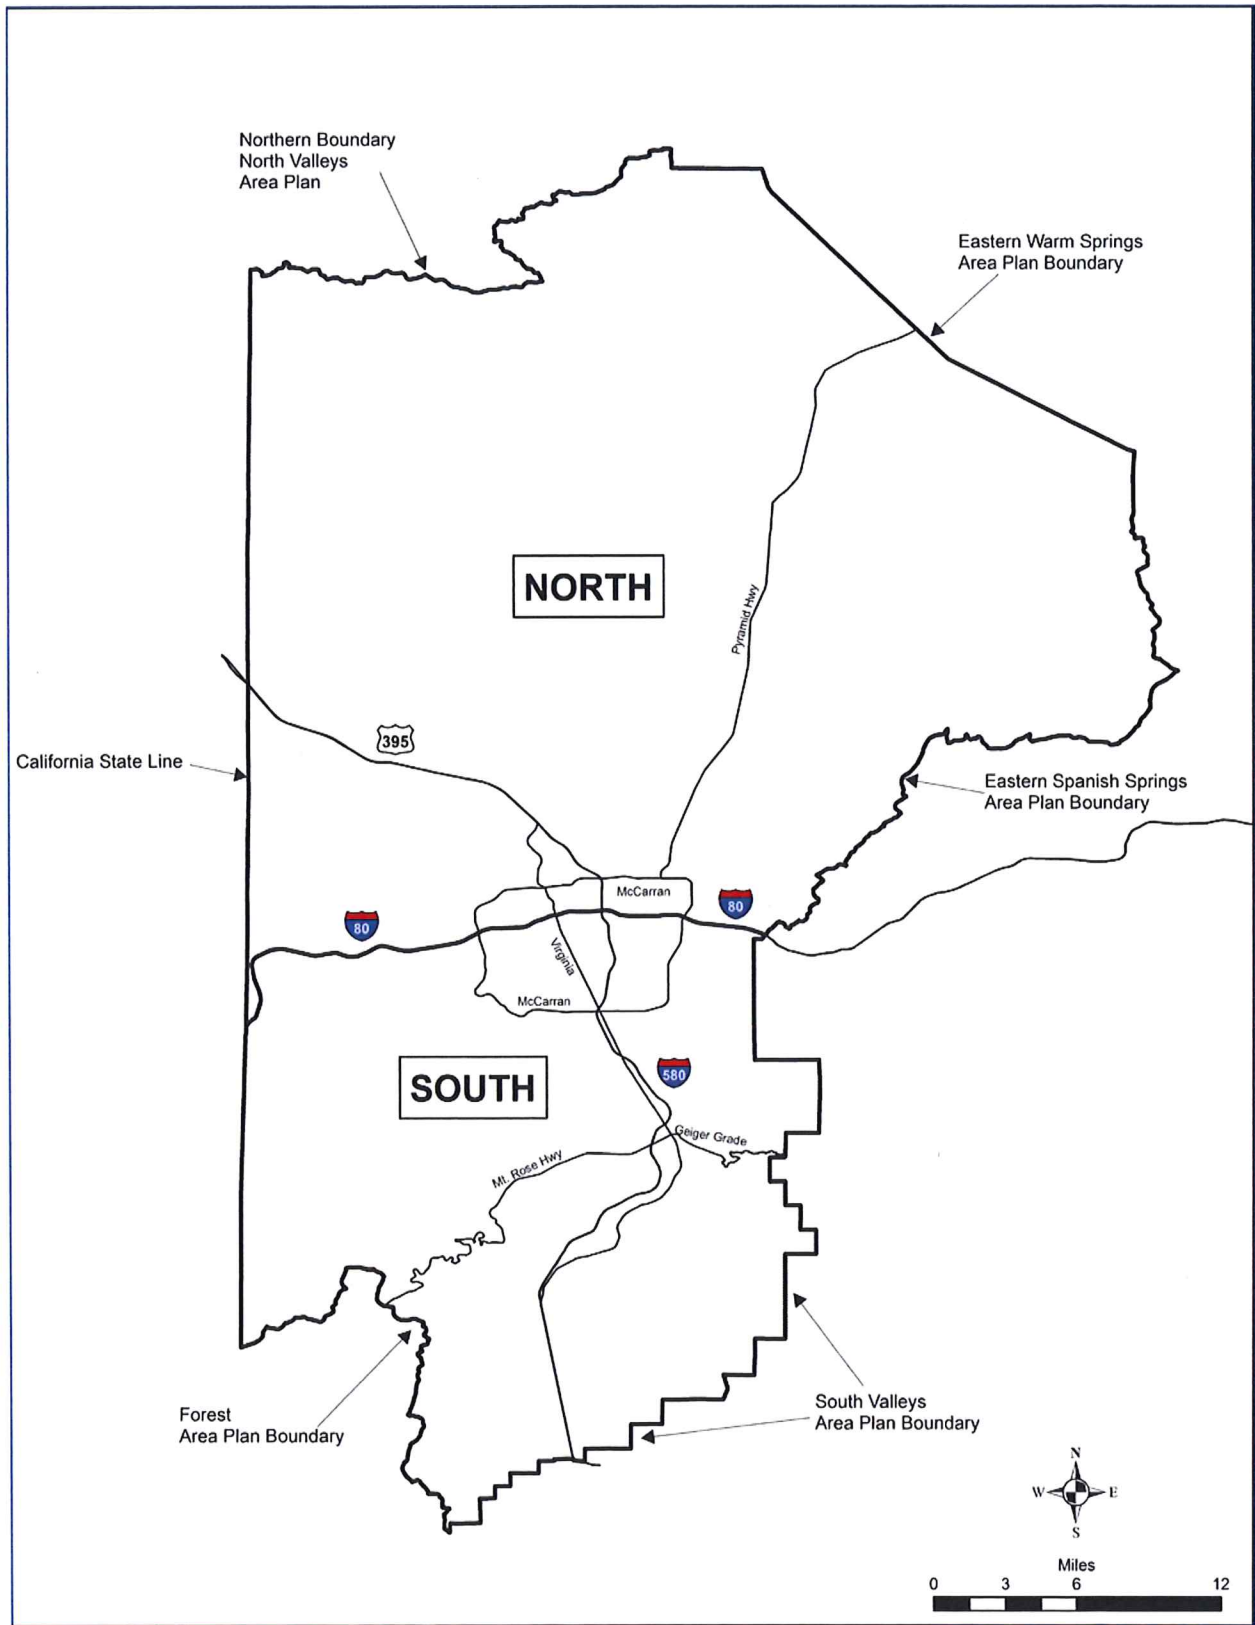 Northern Boundary
North Valleys
Area Plan
Eastern Warm Springs
Area Plan Boundary
NORTH
Pyramid Hwy
395
California State Line
Eastern Spanish Springs
Area Plan Boundary
McCarran
80
80
Virginia
McCarran
580
SOUTH
Geiger Grade
Mt. Rose Hwy
South Valleys
Area Plan Boundary
Forest
Area Plan Boundary
N
W
E
S
Miles
0 3 6 12